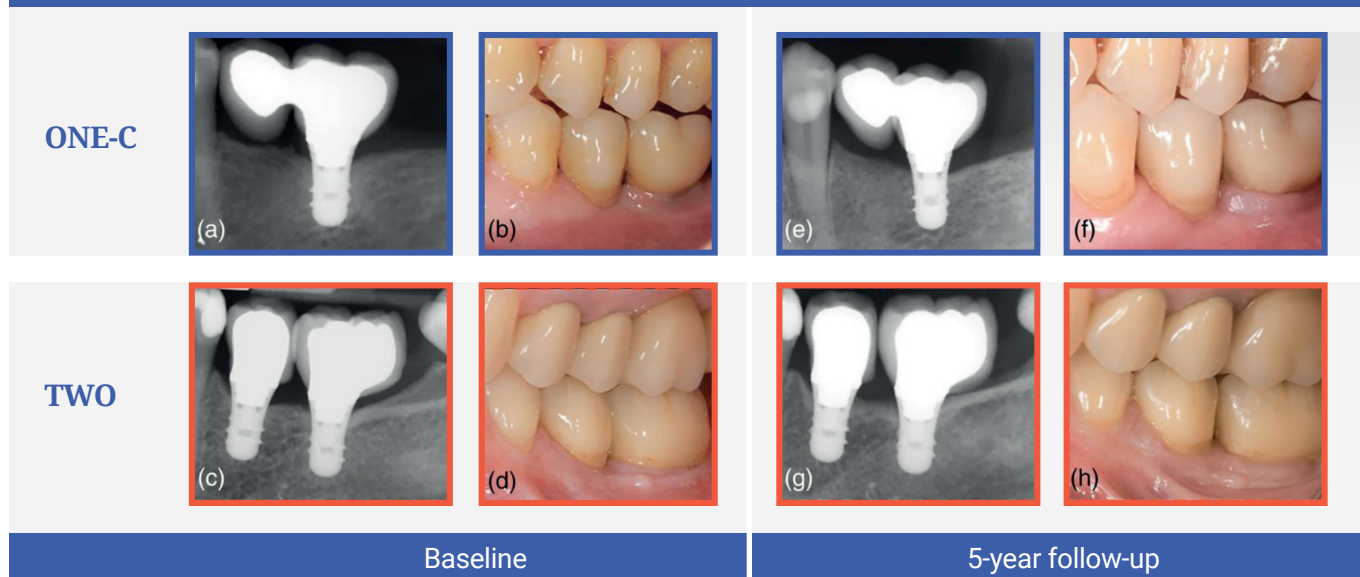 ONE-C
(a)
(b)
(e)
(f)
TWO
(c)
(d)
(g)
(h)
Baseline
5-year follow-up